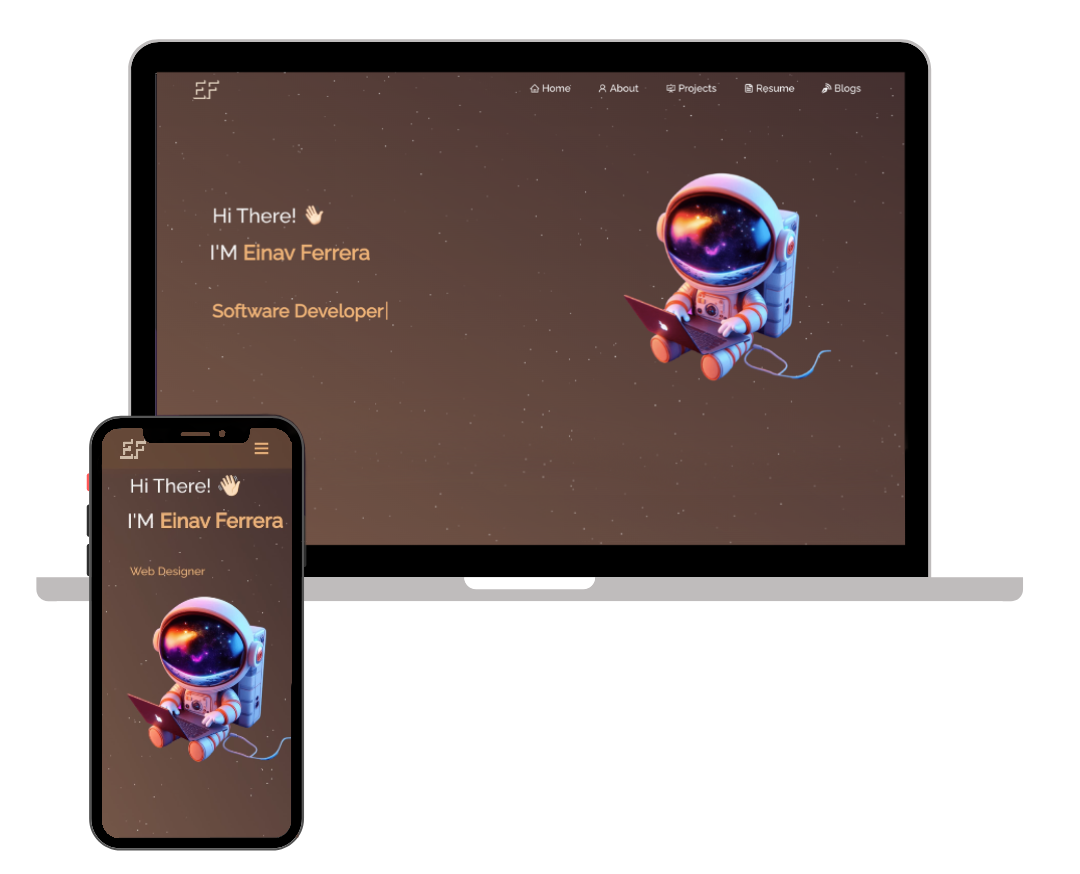 EF
Home About Projects Resume Blogs
Hi There! 👋🏻
I'M Einav Ferrera
Software Developer|
EF
Hi There! 👋🏻
I'M Einav Ferrera
Web Designer